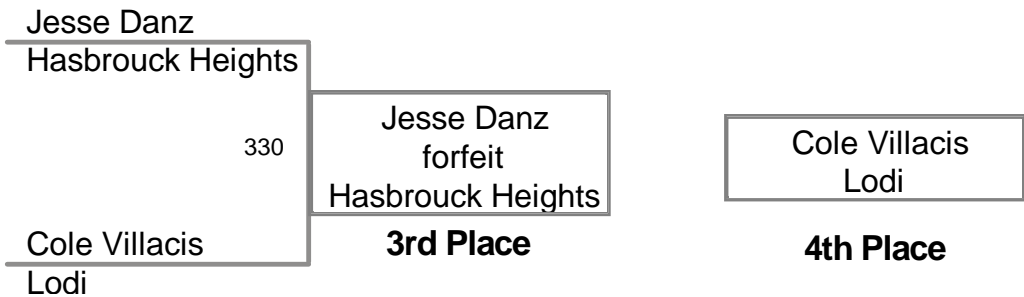 Jesse Danz
Hasbrouck Heights
330
Cole Villacis
Lodi
Jesse Danz
forfeit
Hasbrouck Heights
3rd Place
Cole Villacis
Lodi
4th Place